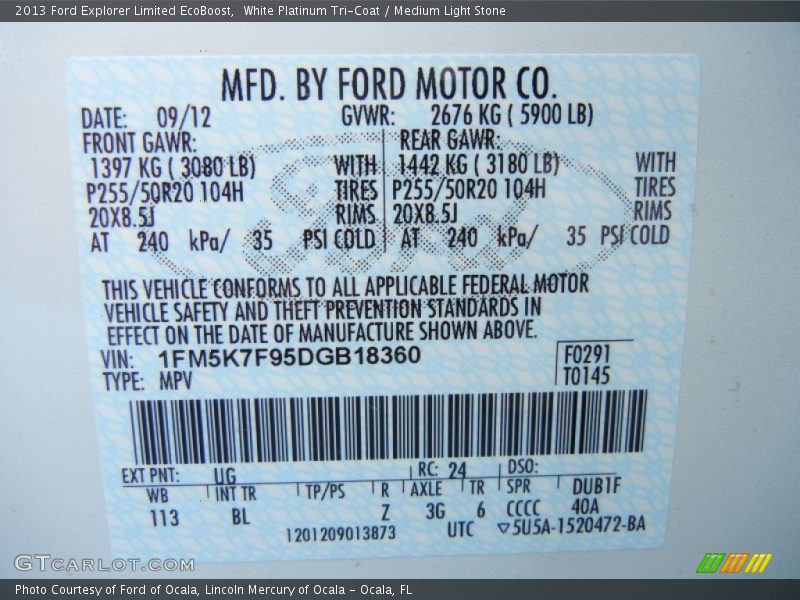 2013 Ford Explorer Limited EcoBoost,  White Platinum Tri-Coat / Medium Light Stone
MFD. BY FORD MOTOR CO.
DATE: 09/12 GVWR: 2676 KG ( 5900 LB)
FRONT GAWR: REAR GAWR:
1397 KG ( 3080 LB) WITH 1442 KG ( 3180 LB) WITH
P255/50R20 104H TIRES P255/50R20 104H TIRES
20X8.5J RIMS 20X8.5J RIMS
AT 240 kPa/ 35 PSI COLD AT 240 kPa/ 35 PSI COLD
Ford
THIS VEHICLE CONFORMS TO ALL APPLICABLE FEDERAL MOTOR
VEHICLE SAFETY AND THEFT PREVENTION STANDARDS IN
EFFECT ON THE DATE OF MANUFACTURE SHOWN ABOVE.
VIN: 1FM5K7F95DGB18360 F0291
TYPE: MPV T0145
EXT PNT: UG RC: 24 DSO:
WB INT TR TP/PS R AXLE TR SPR DUB1F
113 BL Z 3G 6 CCCC 40A
1201209013873 UTC ▽5U5A-1520472-BA
GTCARLOT.COM
Photo Courtesy of Ford of Ocala, Lincoln Mercury of Ocala - Ocala, FL